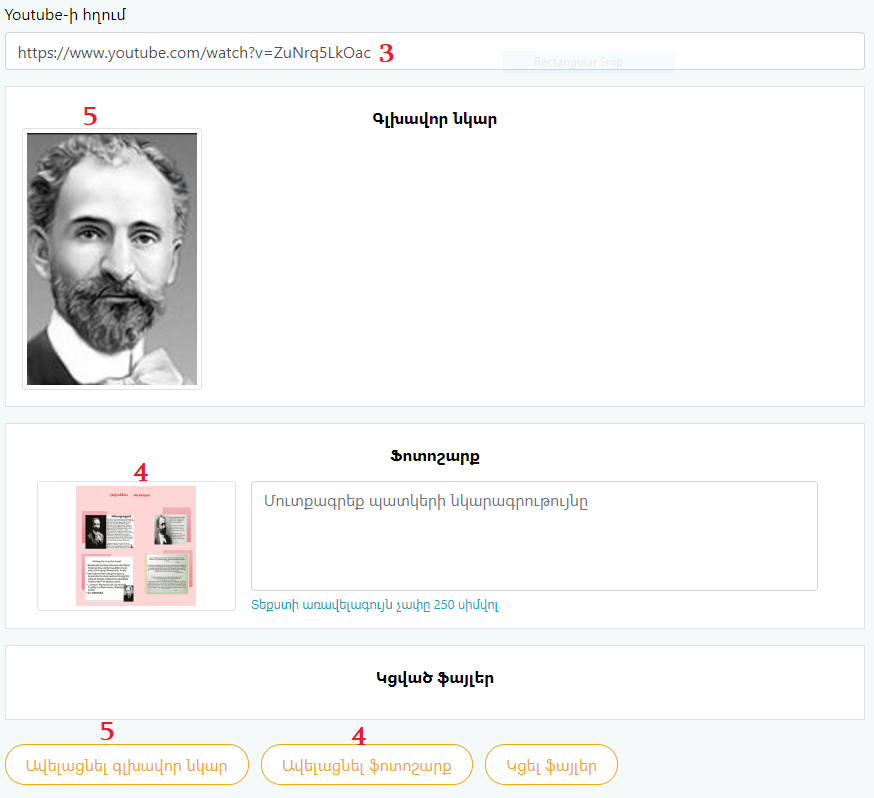 Youtube-ի հղում
https://www.youtube.com/watch?v=ZuNrq5LkOac 3
Rectangular Snip
5
Գլխավոր նկար
Ֆոտոշարք
4
Մուտքագրեք պատկերի նկարագրութույնը
Տեքստի առավելագույն չափը 250 սիմվոլ
Կցված ֆայլեր
5
4
Ավելացնել գլխավոր նկար
Ավելացնել ֆոտոշարք
Կցել ֆայլեր